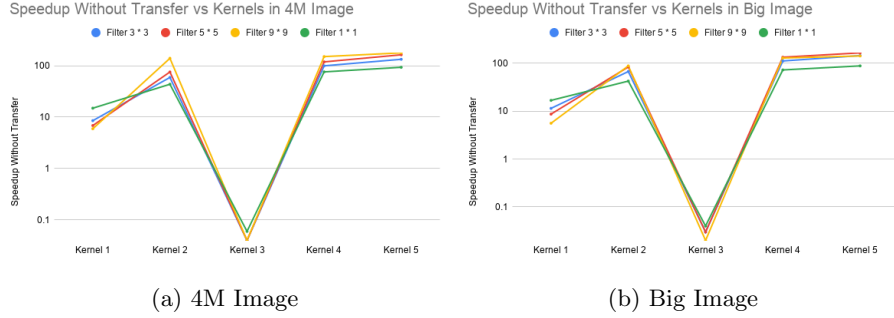 Speedup Without Transfer vs Kernels in 4M Image
Filter 3 * 3 Filter 5 * 5 Filter 9 * 9 Filter 1 * 1
Speedup Without Transfer
100
10
1
0.1
Kernel 1 Kernel 2 Kernel 3 Kernel 4 Kernel 5
(a) 4M Image
Speedup Without Transfer vs Kernels in Big Image
Filter 3 * 3 Filter 5 * 5 Filter 9 * 9 Filter 1 * 1
Speedup Without Transfer
100
10
1
0.1
Kernel 1 Kernel 2 Kernel 3 Kernel 4 Kernel 5
(b) Big Image